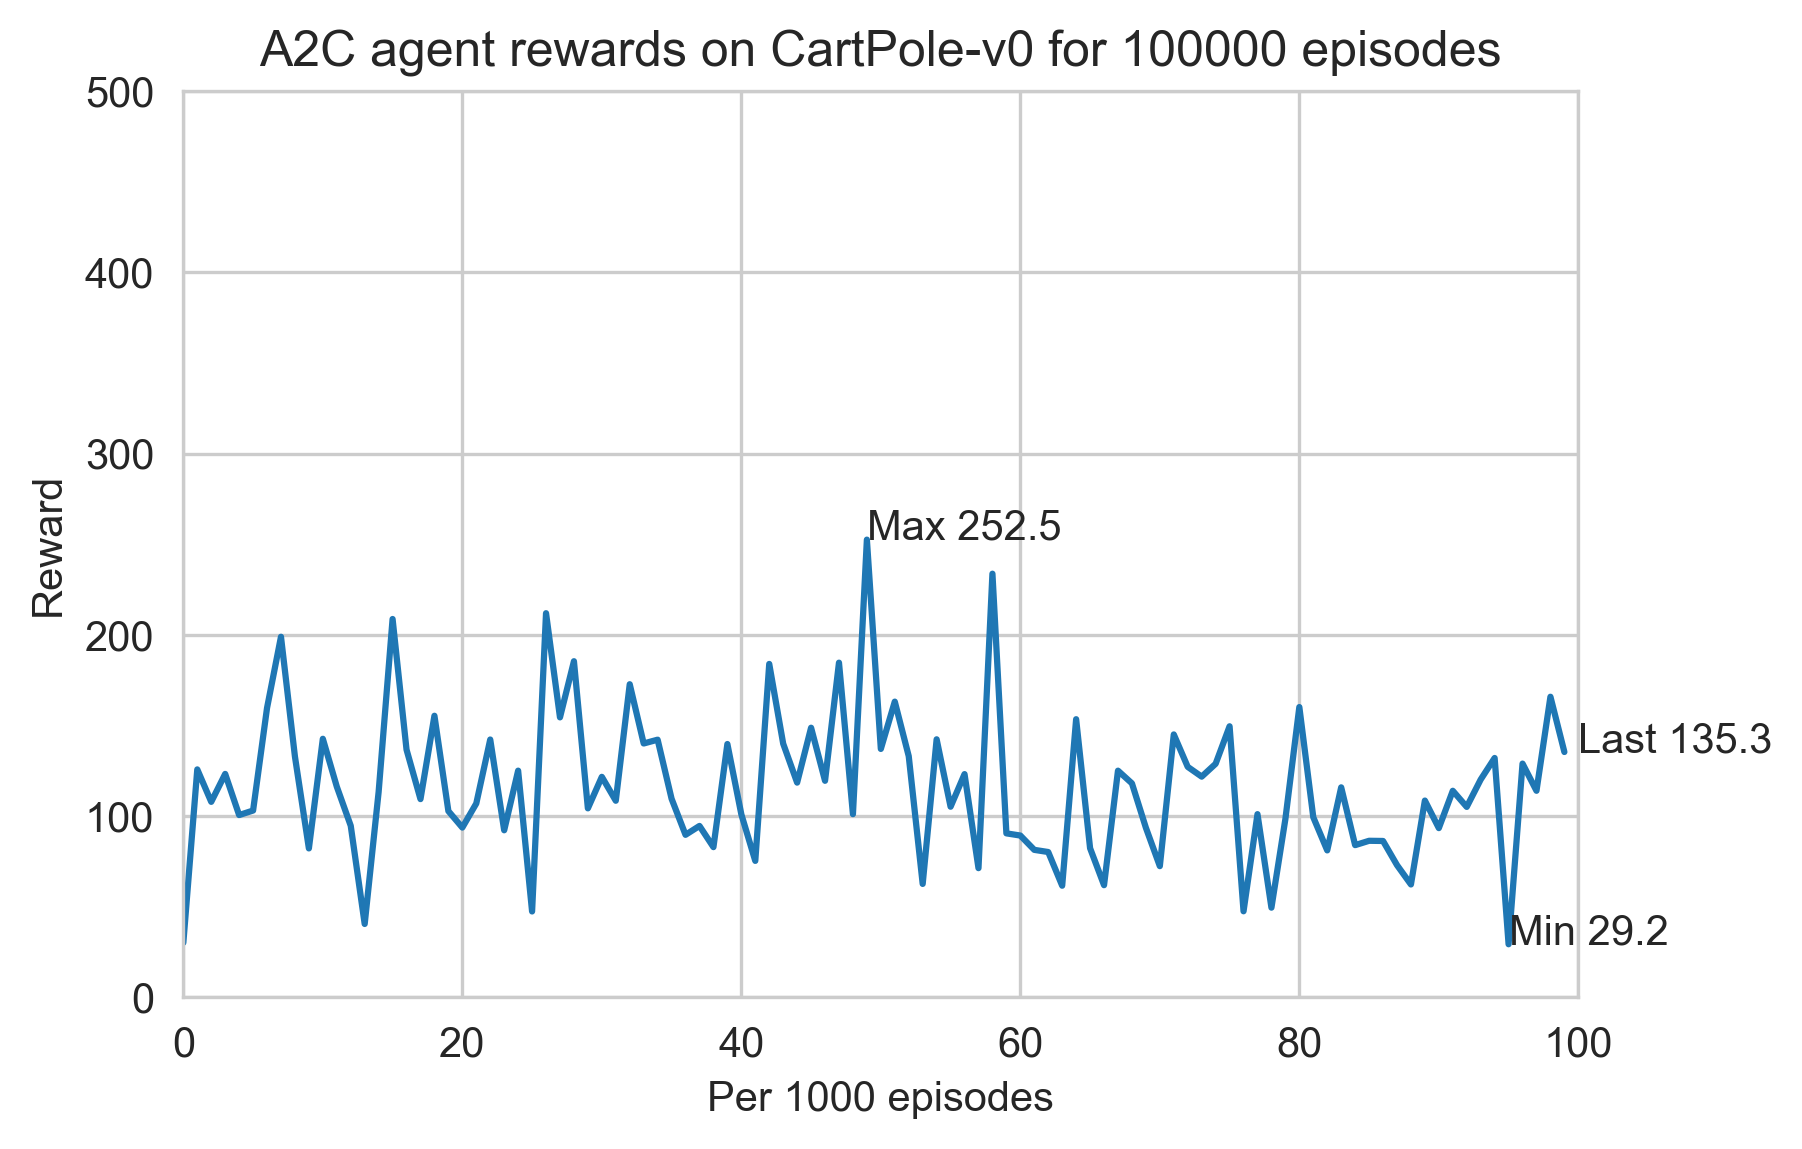 A2C agent rewards on CartPole-v0 for 100000 episodes
500
400
300
200
100
0
Reward
Max 252.5
Last 135.3
Min 29.2
0 20 40 60 80 100
Per 1000 episodes